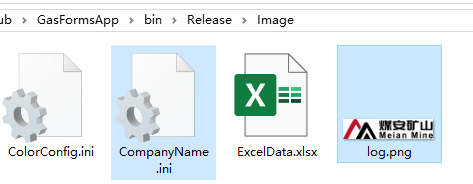 ub > GasFormsApp > bin > Release > Image
ColorConfig.ini
CompanyName
.ini
X
ExcelData.xlsx
煤安矿山
Meian Mine
log.png